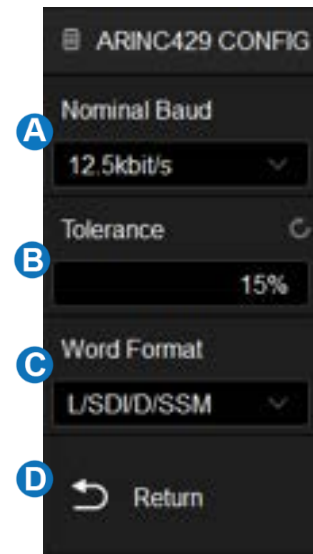 ARINC429 CONFIG
Nominal Baud
A
12.5kbit/s
Tolerance
B
15%
Word Format
C
L/SDI/D/SSM
D
Return